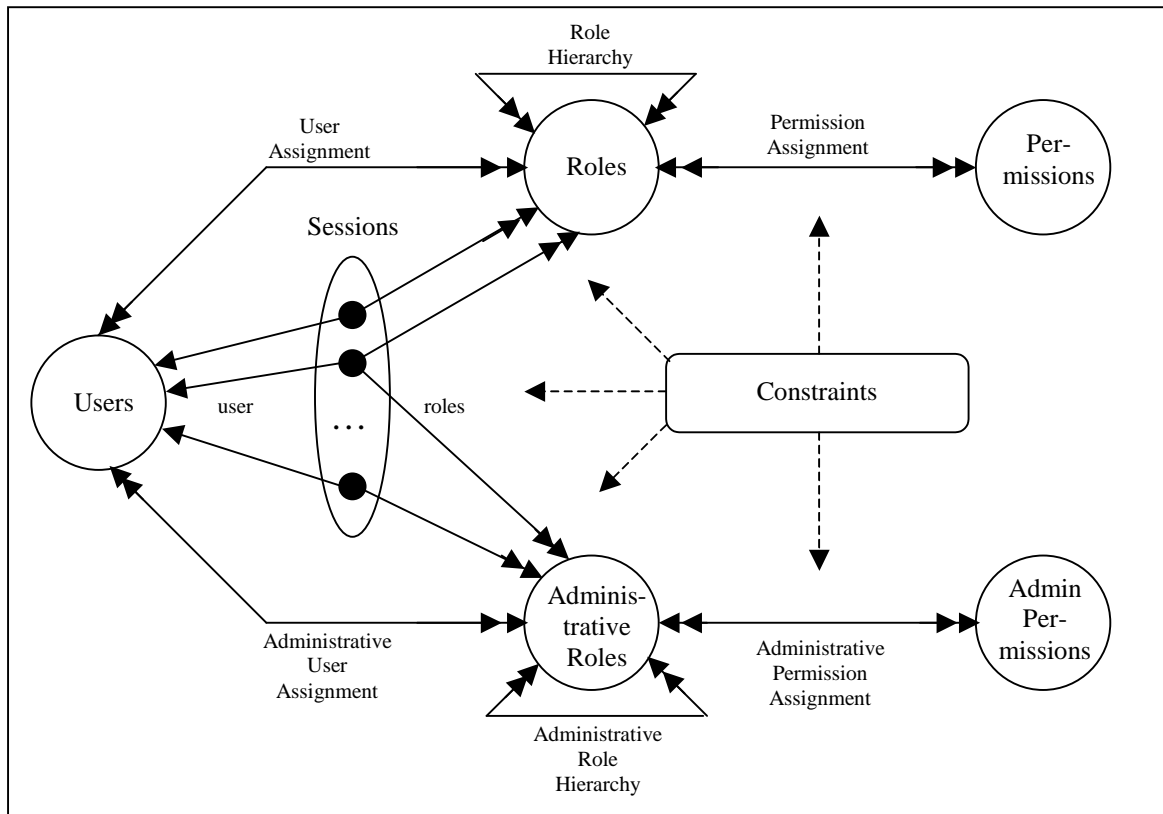 Role
Hierarchy
User
Assignment
Permission
Assignment
Roles
Per-
missions
Sessions
Users
user
...
roles
Constraints
Adminis-
trative
Roles
Admin
Per-
missions
Administrative
User
Assignment
Administrative
Permission
Assignment
Administrative
Role
Hierarchy